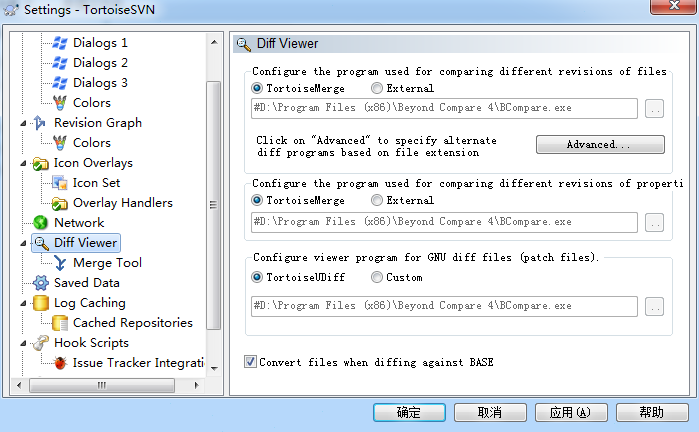 Settings - TortoiseSVN
Dialogs 1
Dialogs 2
Dialogs 3
Colors
Revision Graph
Colors
Icon Overlays
Icon Set
Overlay Handlers
Network
Diff Viewer
Merge Tool
Saved Data
Log Caching
Cached Repositories
Hook Scripts
Issue Tracker Integratio
Diff Viewer
Configure the program used for comparing different revisions of files
TortoiseMerge External
#D:\Program Files (x86)\Beyond Compare 4\BCompare.exe ..
Click on "Advanced" to specify alternate
diff programs based on file extension
Advanced...
Configure the program used for comparing different revisions of properti
TortoiseMerge External
#D:\Program Files (x86)\Beyond Compare 4\BCompare.exe ..
Configure viewer program for GNU diff files (patch files).
TortoiseUDiff Custom
#D:\Program Files (x86)\Beyond Compare 4\BCompare.exe ..
Convert files when diffing against BASE
确定 取消 应用(A) 帮助